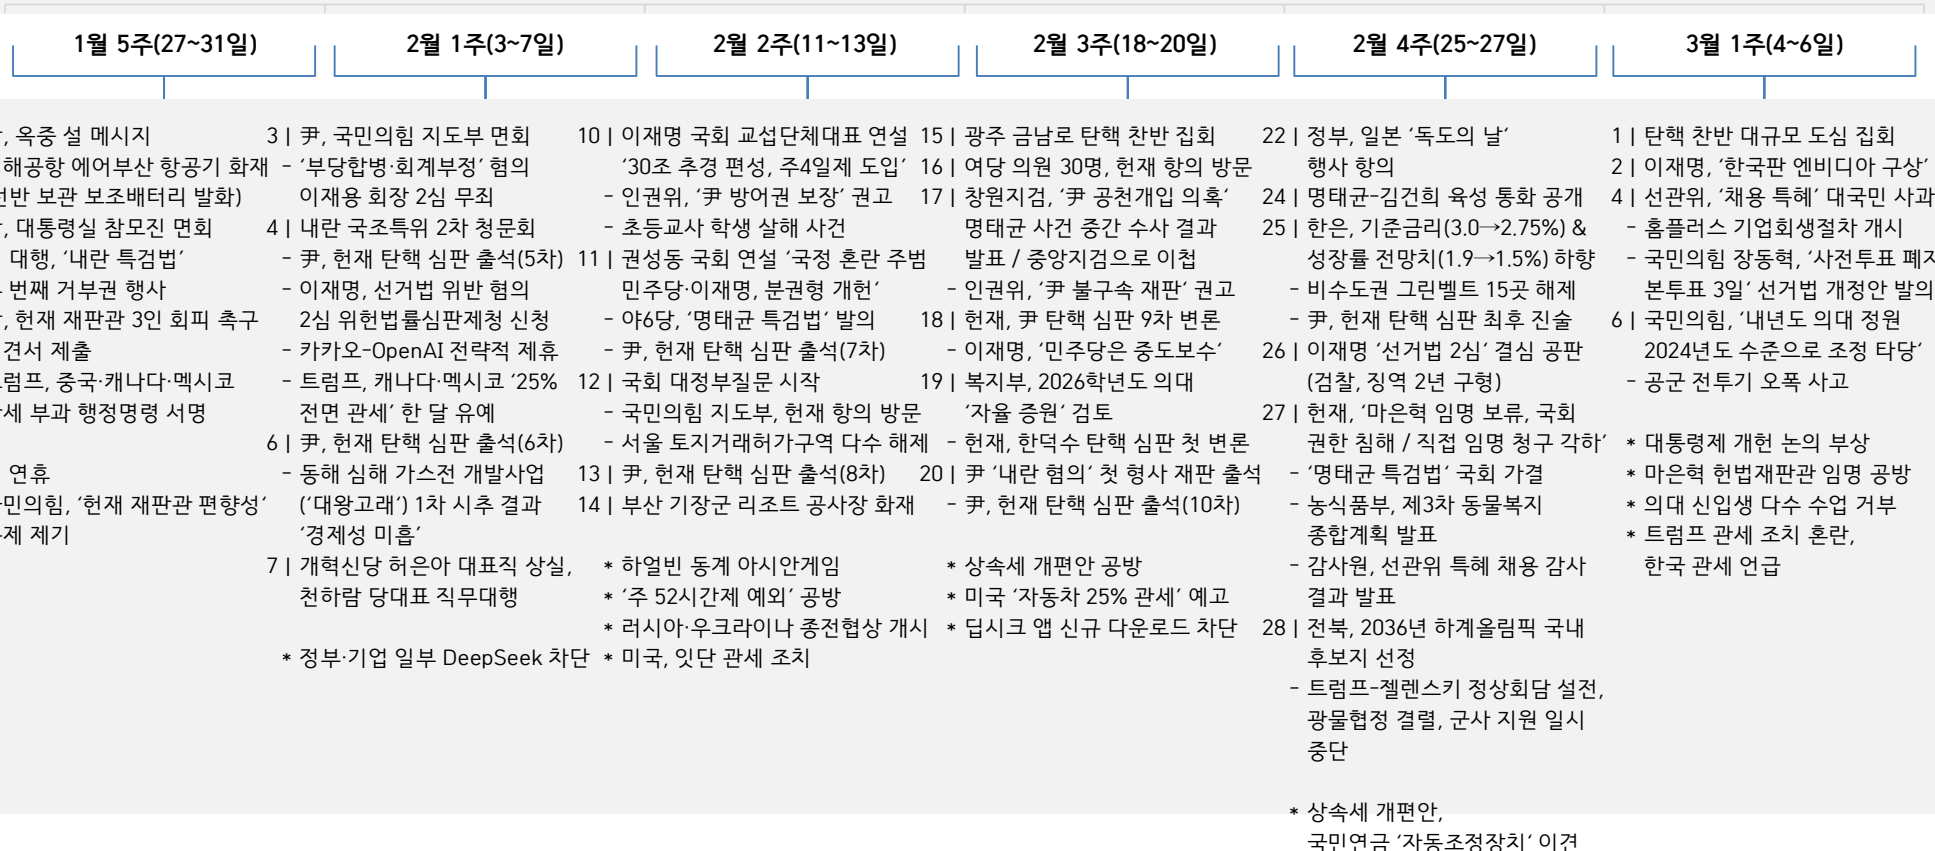 1월 5주(27~31일)
, 옥중 설 메시지
해공항 에어부산 항공기 화재
반 보관 보조배터리 발화)
, 대통령실 참모진 면회
대행, ‘내란 특검법’
번째 거부권 행사
, 헌재 재판관 3인 회피 촉구
견서 제출
럼프, 중국·캐나다·멕시코
세 부과 행정명령 서명
연휴
민의힘, ‘헌재 재판관 편향성‘
제 제기
2월 1주(3~7일)
3 | 尹, 국민의힘 지도부 면회
- ‘부당합병·회계부정’ 혐의
이재용 회장 2심 무죄
4 | 내란 국조특위 2차 청문회
- 尹, 헌재 탄핵 심판 출석(5차)
- 이재명, 선거법 위반 혐의
2심 위헌법률심판제청 신청
- 카카오-OpenAI 전략적 제휴
- 트럼프, 캐나다·멕시코 ‘25%
전면 관세’ 한 달 유예
6 | 尹, 헌재 탄핵 심판 출석(6차)
- 동해 심해 가스전 개발사업
(‘대왕고래’) 1차 시추 결과
‘경제성 미흡’
7 | 개혁신당 허은아 대표직 상실,
천하람 당대표 직무대행
* 정부·기업 일부 DeepSeek 차단
2월 2주(11~13일)
10 | 이재명 국회 교섭단체대표 연설
‘30조 추경 편성, 주4일제 도입’
- 인권위, ‘尹 방어권 보장’ 권고
- 초등교사 학생 살해 사건
11 | 권성동 국회 연설 ‘국정 혼란 주범
민주당·이재명, 분권형 개헌‘
- 야6당, ‘명태균 특검법’ 발의
- 尹, 헌재 탄핵 심판 출석(7차)
12 | 국회 대정부질문 시작
- 국민의힘 지도부, 헌재 항의 방문
- 서울 토지거래허가구역 다수 해제
13 | 尹, 헌재 탄핵 심판 출석(8차)
14 | 부산 기장군 리조트 공사장 화재
* 하얼빈 동계 아시안게임
* ‘주 52시간제 예외’ 공방
* 러시아·우크라이나 종전협상 개시
* 미국, 잇단 관세 조치
2월 3주(18~20일)
15 | 광주 금남로 탄핵 찬반 집회
16 | 여당 의원 30명, 헌재 항의 방문
17 | 창원지검, ‘尹 공천개입 의혹‘
명태균 사건 중간 수사 결과
발표 / 중앙지검으로 이첩
- 인권위, ‘尹 불구속 재판‘ 권고
18 | 헌재, 尹 탄핵 심판 9차 변론
- 이재명, ‘민주당은 중도보수‘
19 | 복지부, 2026학년도 의대
‘자율 증원’ 검토
- 헌재, 한덕수 탄핵 심판 첫 변론
20 | 尹 ‘내란 혐의’ 첫 형사 재판 출석
- 尹, 헌재 탄핵 심판 출석(10차)
* 상속세 개편안 공방
* 미국 ‘자동차 25% 관세’ 예고
* 딥시크 앱 신규 다운로드 차단
2월 4주(25~27일)
22 | 정부, 일본 ‘독도의 날‘
행사 항의
24 | 명태균-김건희 육성 통화 공개
25 | 한은, 기준금리(3.0→2.75%) &
성장률 전망치(1.9→1.5%) 하향
- 비수도권 그린벨트 15곳 해제
- 尹, 헌재 탄핵 심판 최후 진술
26 | 이재명 ‘선거법 2심’ 결심 공판
(검찰, 징역 2년 구형)
27 | 헌재, ‘마은혁 임명 보류, 국회
권한 침해 / 직접 임명 청구 각하’
- ‘명태균 특검법’ 국회 가결
- 농식품부, 제3차 동물복지
종합계획 발표
- 감사원, 선관위 특혜 채용 감사
결과 발표
28 | 전북, 2036년 하계올림픽 국내
후보지 선정
- 트럼프-젤렌스키 정상회담 설전,
광물협정 결렬, 군사 지원 일시
중단
* 상속세 개편안,
국민연금 ‘자동조정장치’ 이견
3월 1주(4~6일)
1 | 탄핵 찬반 대규모 도심 집회
2 | 이재명, ‘한국판 엔비디아 구상’
4 | 선관위, ‘채용 특혜’ 대국민 사과
- 홈플러스 기업회생절차 개시
- 국민의힘 장동혁, ‘사전투표 폐지
본투표 3일‘ 선거법 개정안 발의
6 | 국민의힘, ‘내년도 의대 정원
2024년도 수준으로 조정 타당‘
- 공군 전투기 오폭 사고
* 대통령제 개헌 논의 부상
* 마은혁 헌법재판관 임명 공방
* 의대 신입생 다수 수업 거부
* 트럼프 관세 조치 혼란,
한국 관세 언급